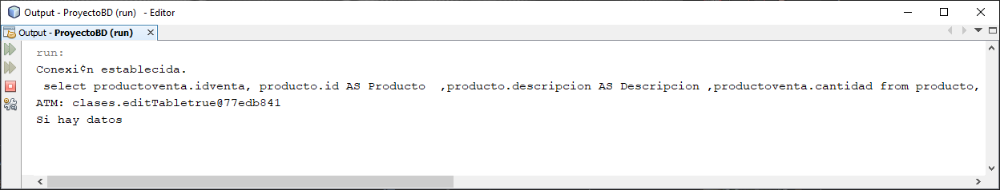 Output - ProyectoBD (run) - Editor
Output - ProyectoBD (run)
run:
Conexi¢n establecida.
select productoventa.idventa, producto.id AS Producto  ,producto.descripcion AS Descripcion ,productoventa.cantidad from producto,
ATM: clases.editTabletrue@77edb841
Si hay datos